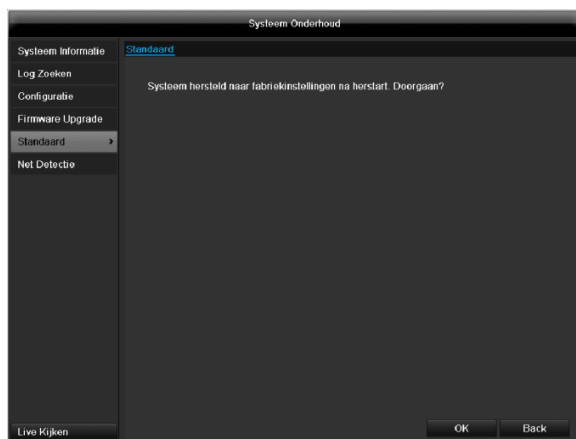 Systeem Onderhoud
Systeem Informatie
Log Zoeken
Configuratie
Firmware Upgrade
Standaard
Net Detectie
Live Kijken
Standaard
Systeem hersteld naar fabriekinstellingen na herstart. Doorgaan?
OK
Back